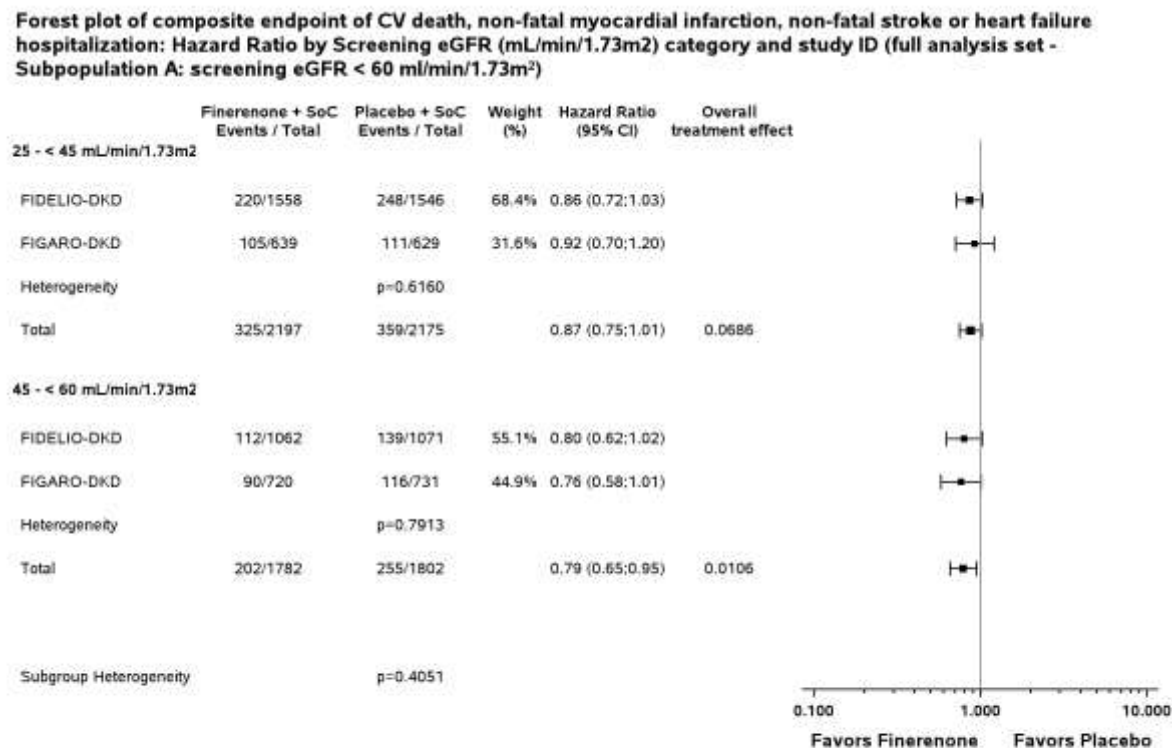 Forest plot of composite endpoint of CV death, non-fatal myocardial infarction, non-fatal stroke or heart failure
hospitalization: Hazard Ratio by Screening eGFR (mL/min/1.73m2) category and study ID (full analysis set -
Subpopulation A: screening eGFR < 60 ml/min/1.73m²)
Finerenone + SoC Placebo + SoC Weight Hazard Ratio Overall
Events / Total Events / Total (%) (95% CI) treatment effect
25 - < 45 mL/min/1.73m2
FIDELIO-DKD 220/1558 248/1546 68.4% 0.86 (0.72;1.03)
FIGARO-DKD 105/639 111/629 31.6% 0.92 (0.70;1.20)
Heterogeneity p=0.6160
Total 325/2197 359/2175 0.87 (0.75;1.01) 0.0686
45 - < 60 mL/min/1.73m2
FIDELIO-DKD 112/1062 139/1071 55.1% 0.80 (0.62;1.02)
FIGARO-DKD 90/720 116/731 44.9% 0.76 (0.58;1.01)
Heterogeneity p=0.7913
Total 202/1782 255/1802 0.79 (0.65;0.95) 0.0106
Subgroup Heterogeneity p=0.4051
0.100 1.000 10.000
Favors Finerenone Favors Placebo